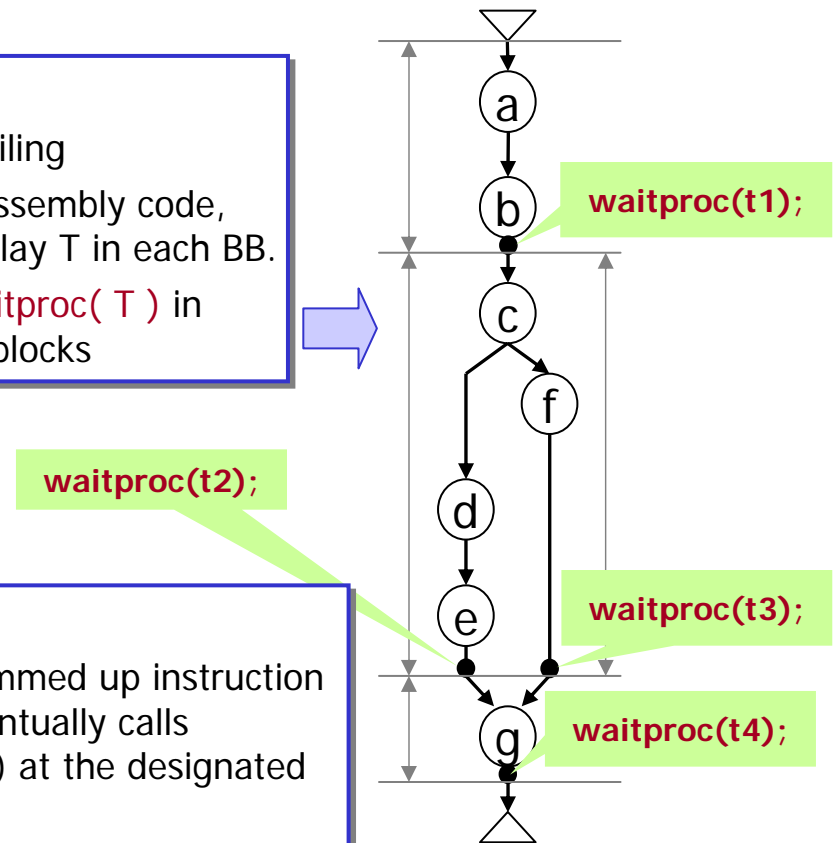 iling
ssembly code,
lay T in each BB.
itproc( T ) in
blocks
a
b
waitproc(t1);
c
f
waitproc(t2);
d
e
waitproc(t3);
mmed up instruction
ntually calls
) at the designated
g
waitproc(t4);